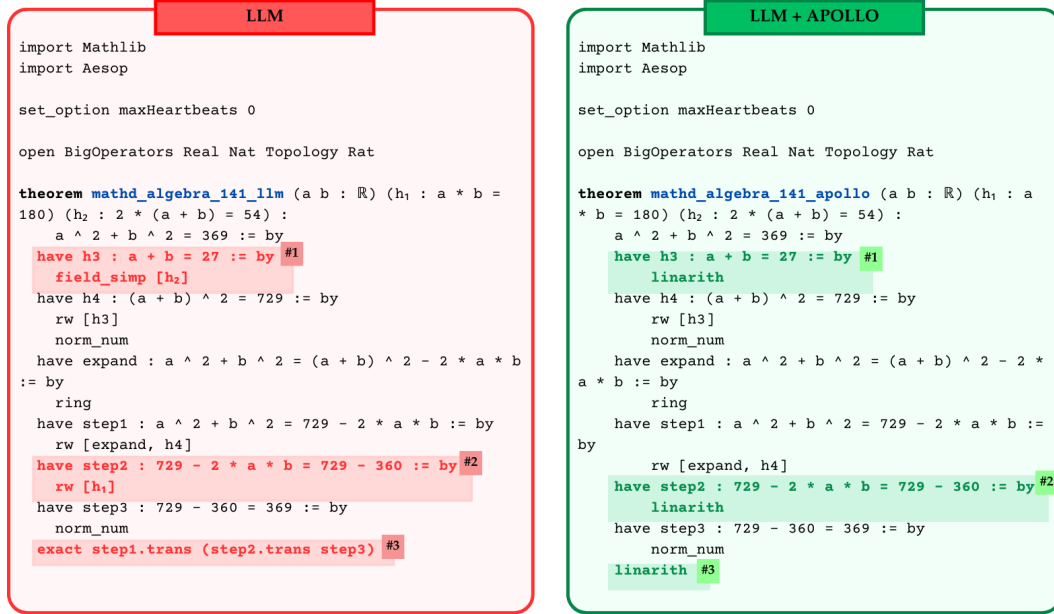 LLM
import Mathlib
import Aesop
set_option maxHeartbeats 0
open BigOperators Real Nat Topology Rat
theorem mathd_algebra_141_llm (a b : ℝ) (h₁ : a * b =
180) (h₂ : 2 * (a + b) = 54) :
a ^ 2 + b ^ 2 = 369 := by
have h3 : a + b = 27 := by #1
field_simp [h₂]
have h4 : (a + b) ^ 2 = 729 := by
rw [h3]
norm_num
have expand : a ^ 2 + b ^ 2 = (a + b) ^ 2 - 2 * a * b
:= by
ring
have step1 : a ^ 2 + b ^ 2 = 729 - 2 * a * b := by
rw [expand, h4]
have step2 : 729 - 2 * a * b = 729 - 360 := by #2
rw [h₁]
have step3 : 729 - 360 = 369 := by
norm_num
exact step1.trans (step2.trans step3) #3
LLM + APOLLO
import Mathlib
import Aesop
set_option maxHeartbeats 0
open BigOperators Real Nat Topology Rat
theorem mathd_algebra_141_apollo (a b : ℝ) (h₁ : a
* b = 180) (h₂ : 2 * (a + b) = 54) :
a ^ 2 + b ^ 2 = 369 := by
have h3 : a + b = 27 := by #1
linarith
have h4 : (a + b) ^ 2 = 729 := by
rw [h3]
norm_num
have expand : a ^ 2 + b ^ 2 = (a + b) ^ 2 - 2 *
a * b := by
ring
have step1 : a ^ 2 + b ^ 2 = 729 - 2 * a * b :=
by
rw [expand, h4]
have step2 : 729 - 2 * a * b = 729 - 360 := by #2
linarith
have step3 : 729 - 360 = 369 := by
norm_num
linarith #3